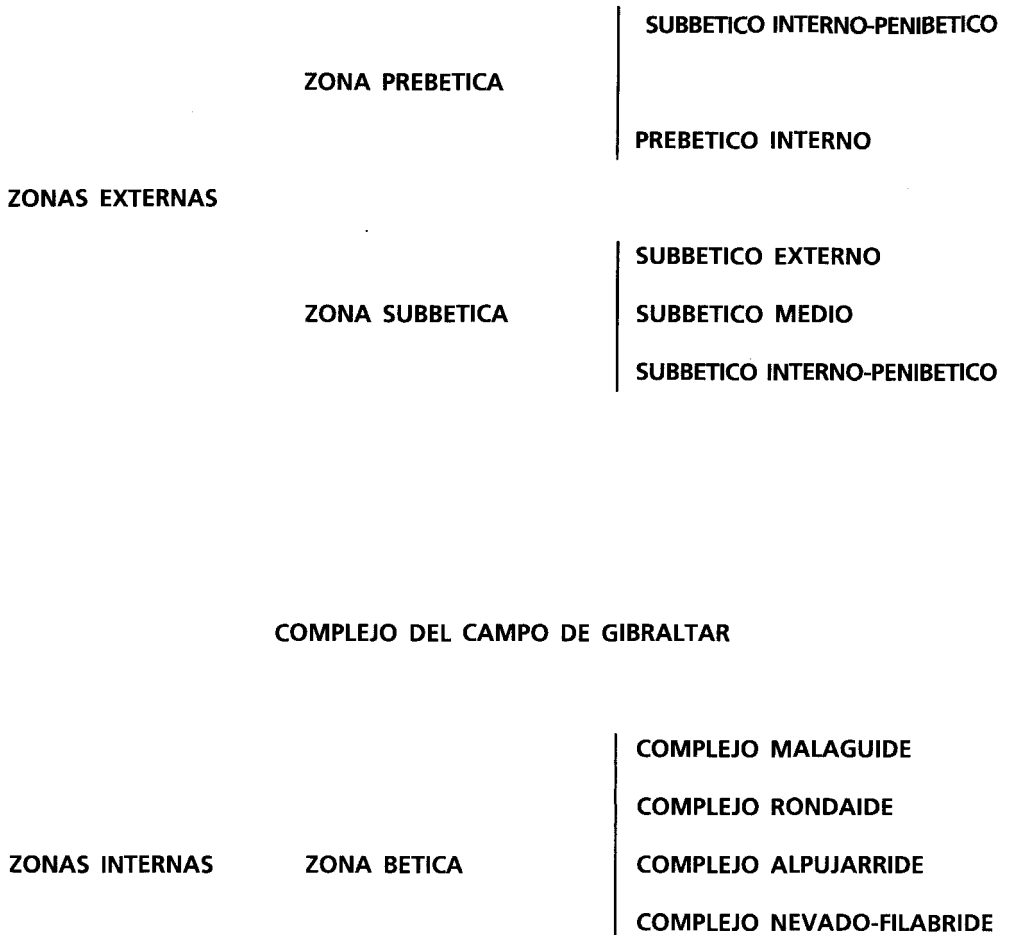 SUBBETICO INTERNO-PENIBETICO
ZONA PREBETICA
PREBETICO INTERNO
ZONAS EXTERNAS
SUBBETICO EXTERNO
ZONA SUBBETICA
SUBBETICO MEDIO
SUBBETICO INTERNO-PENIBETICO
COMPLEJO DEL CAMPO DE GIBRALTAR
COMPLEJO MALAGUIDE
COMPLEJO RONDAIDE
ZONAS INTERNAS
ZONA BETICA
COMPLEJO ALPUJARRIDE
COMPLEJO NEVADO-FILABRIDE